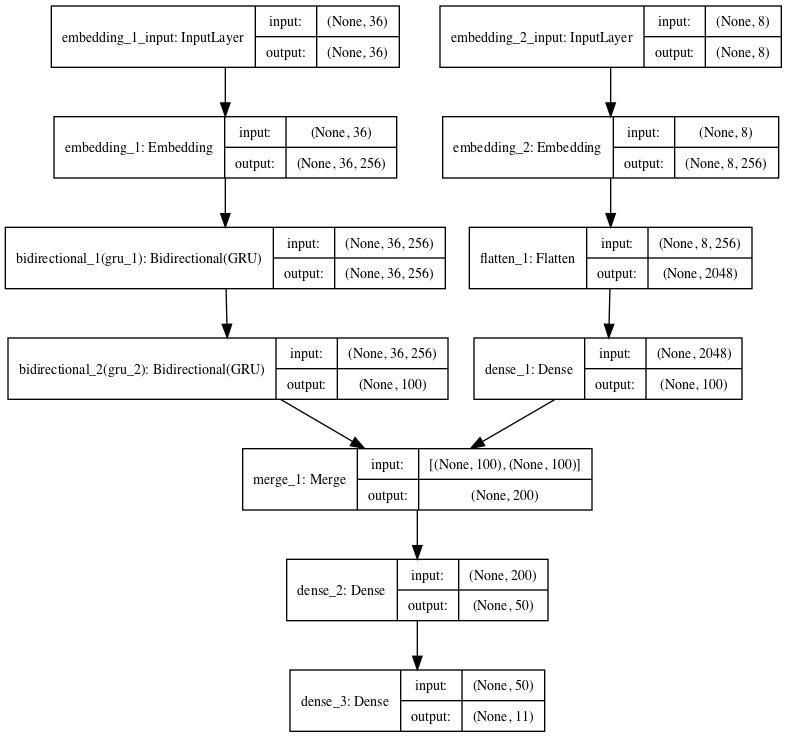 embedding_1_input: InputLayer
input: (None, 36)
output: (None, 36)
embedding_2_input: InputLayer
input: (None, 8)
output: (None, 8)
embedding_1: Embedding
input: (None, 36)
output: (None, 36, 256)
embedding_2: Embedding
input: (None, 8)
output: (None, 8, 256)
bidirectional_1(gru_1): Bidirectional(GRU)
input: (None, 36, 256)
output: (None, 36, 256)
flatten_1: Flatten
input: (None, 8, 256)
output: (None, 2048)
bidirectional_2(gru_2): Bidirectional(GRU)
input: (None, 36, 256)
output: (None, 100)
dense_1: Dense
input: (None, 2048)
output: (None, 100)
merge_1: Merge
input: [(None, 100), (None, 100)]
output: (None, 200)
dense_2: Dense
input: (None, 200)
output: (None, 50)
dense_3: Dense
input: (None, 50)
output: (None, 11)